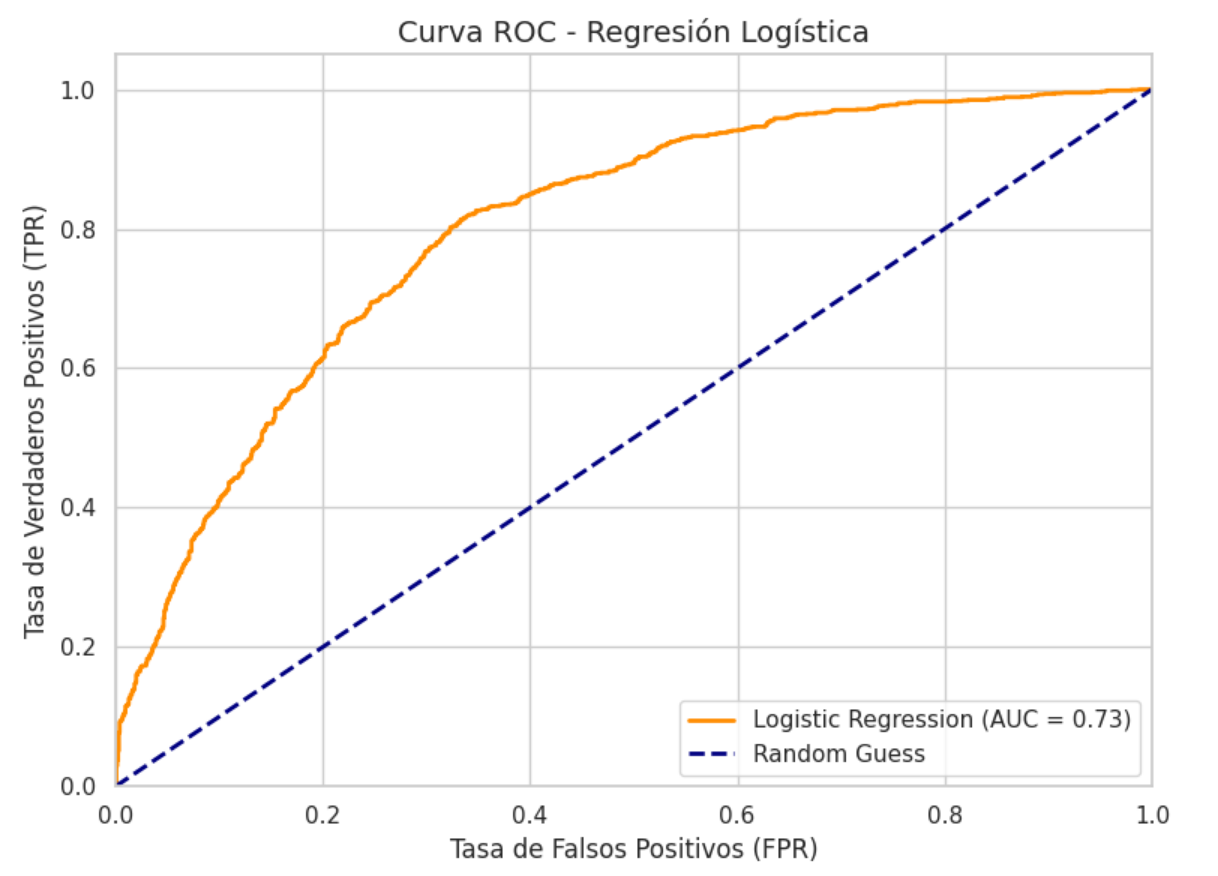 Curva ROC - Regresión Logística
Tasa de Verdaderos Positivos (TPR)
1.0
0.8
0.6
0.4
0.2
0.0
Logistic Regression (AUC = 0.73)
Random Guess
0.0 0.2 0.4 0.6 0.8 1.0
Tasa de Falsos Positivos (FPR)